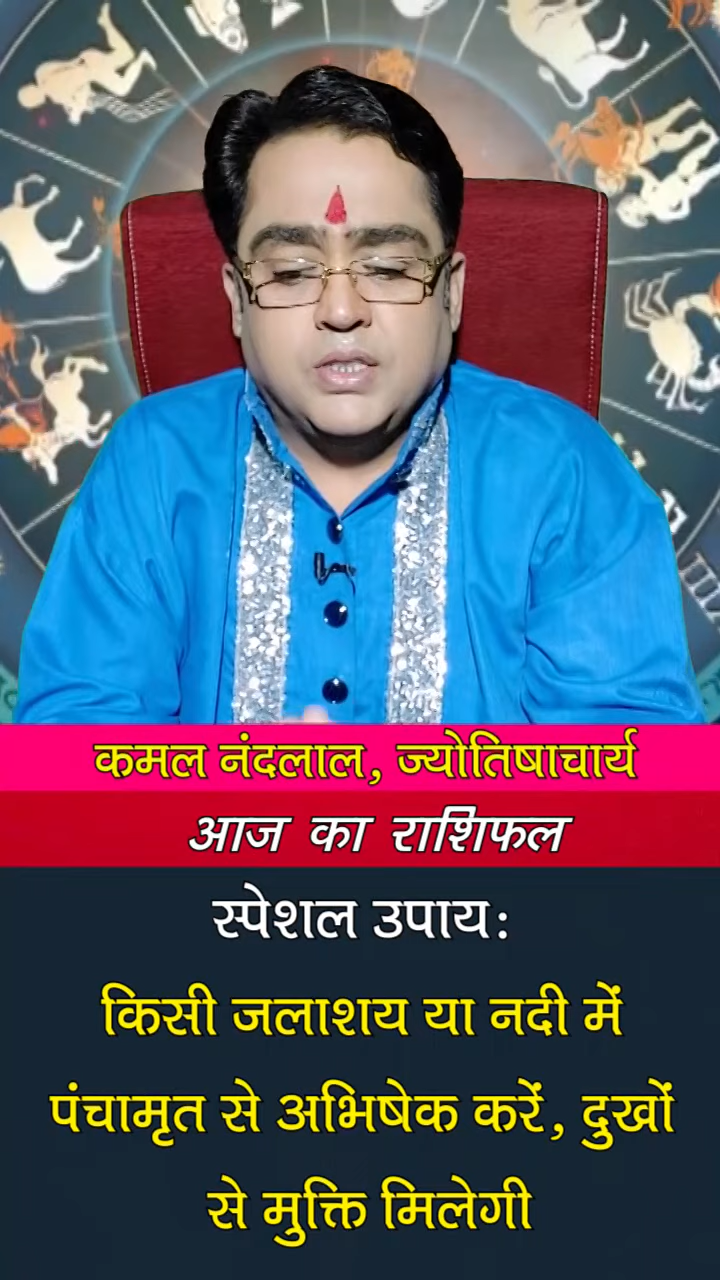 कमल नंदलाल, ज्योतिषाचार्य
आज का राशिफल
स्पेशल उपाय:
किसी जलाशय या नदी में
पंचामृत से अभिषेक करें, दुखों
से मुक्ति मिलेगी